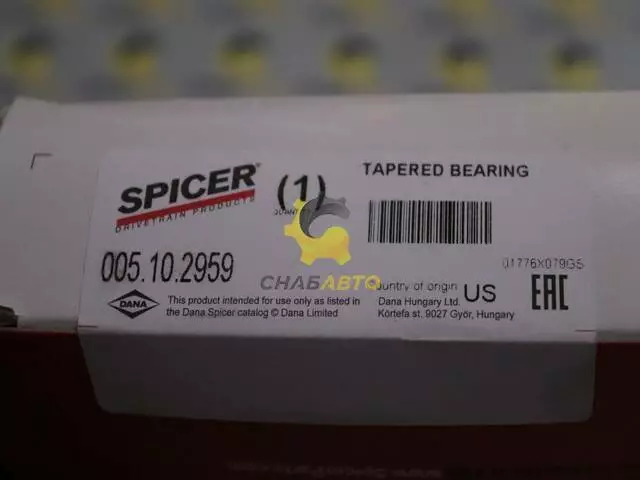 SPICER®
DRIVETRAIN PRODUCTS
(1)
TAPERED BEARING
005.10.2959
СНАБАВТО
01776X079G5
DANA
This product intended for use only as listed in
the Dana Spicer catalog © Dana Limited
untry of origin US
Dana Hungary Ltd.
Körtefa st. 9027 Győr, Hungary
EAC